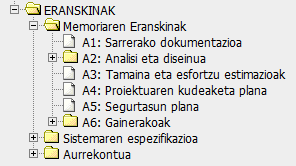 ERANSKINAK
Memoriaren Eranskinak
A1: Sarrerako dokumentazioa
A2: Analisi eta diseinua
A3: Tamaina eta esfortzu estimazioak
A4: Proiektuaren kudeaketa plana
A5: Segurtasun plana
A6: Gainerakoak
Sistemaren espezifikazioa
Aurrekontua